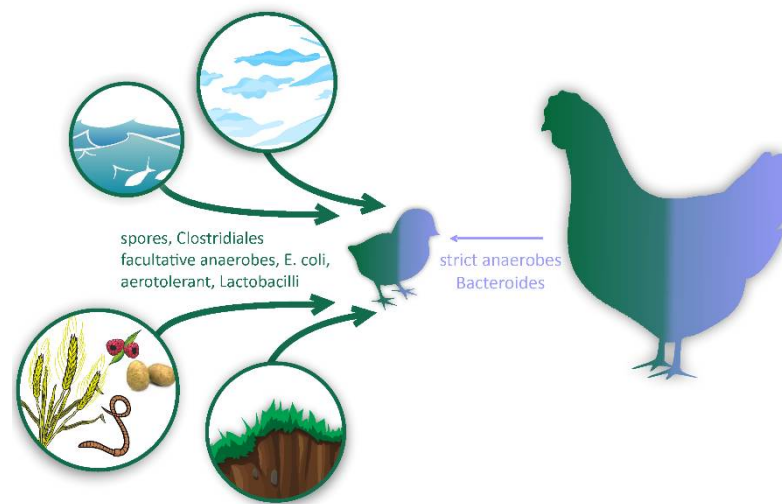 spores, Clostridiales
facultative anaerobes, E. coli,
aerotolerant, Lactobacilli
strict anaerobes
Bacteroides